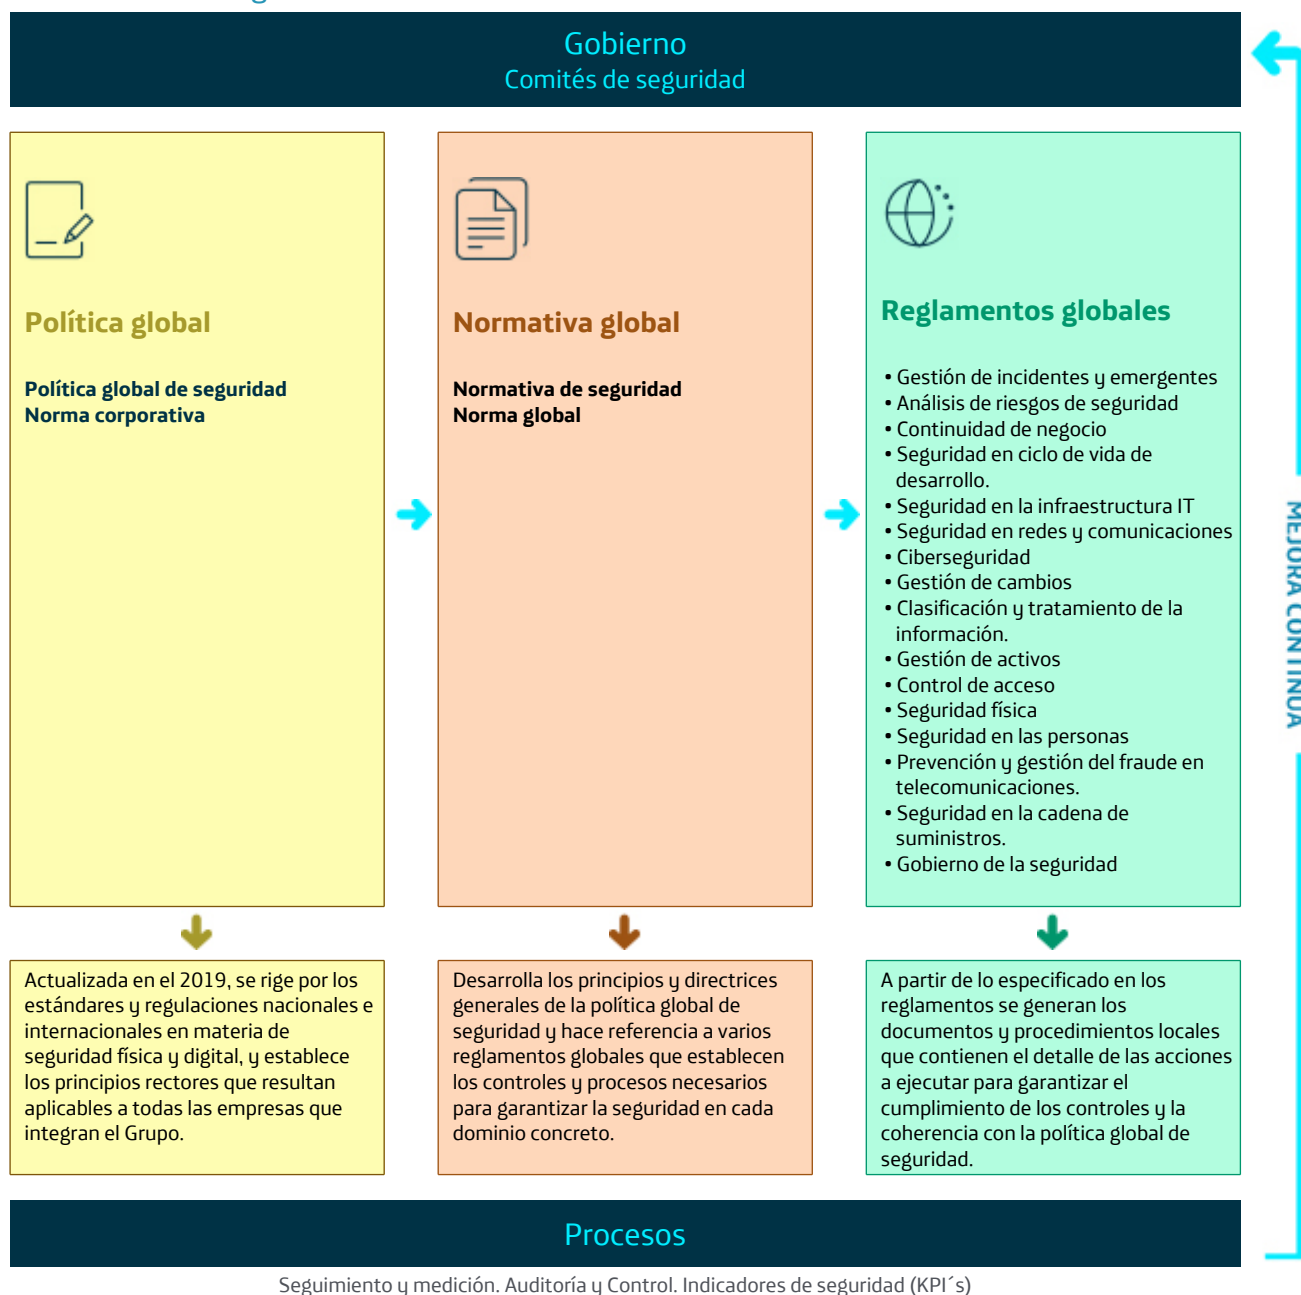 Gobierno
Comités de seguridad
Política global
Política global de seguridad
Norma corporativa
Normativa global
Normativa de seguridad
Norma global
Reglamentos globales
• Gestión de incidentes y emergentes
• Análisis de riesgos de seguridad
• Continuidad de negocio
• Seguridad en ciclo de vida de
desarrollo.
• Seguridad en la infraestructura IT
• Seguridad en redes y comunicaciones
• Ciberseguridad
• Gestión de cambios
• Clasificación y tratamiento de la
información.
• Gestión de activos
• Control de acceso
• Seguridad física
• Seguridad en las personas
• Prevención y gestión del fraude en
telecomunicaciones.
• Seguridad en la cadena de
suministros.
• Gobierno de la seguridad
Actualizada en el 2019, se rige por los
estándares y regulaciones nacionales e
internacionales en materia de
seguridad física y digital, y establece
los principios rectores que resultan
aplicables a todas las empresas que
integran el Grupo.
Desarrolla los principios y directrices
generales de la política global de
seguridad y hace referencia a varios
reglamentos globales que establecen
los controles y procesos necesarios
para garantizar la seguridad en cada
dominio concreto.
A partir de lo especificado en los
reglamentos se generan los
documentos y procedimientos locales
que contienen el detalle de las acciones
a ejecutar para garantizar el
cumplimiento de los controles y la
coherencia con la política global de
seguridad.
MEJORA CONTINUA
Procesos
Seguimiento y medición. Auditoría y Control. Indicadores de seguridad (KPI´s)